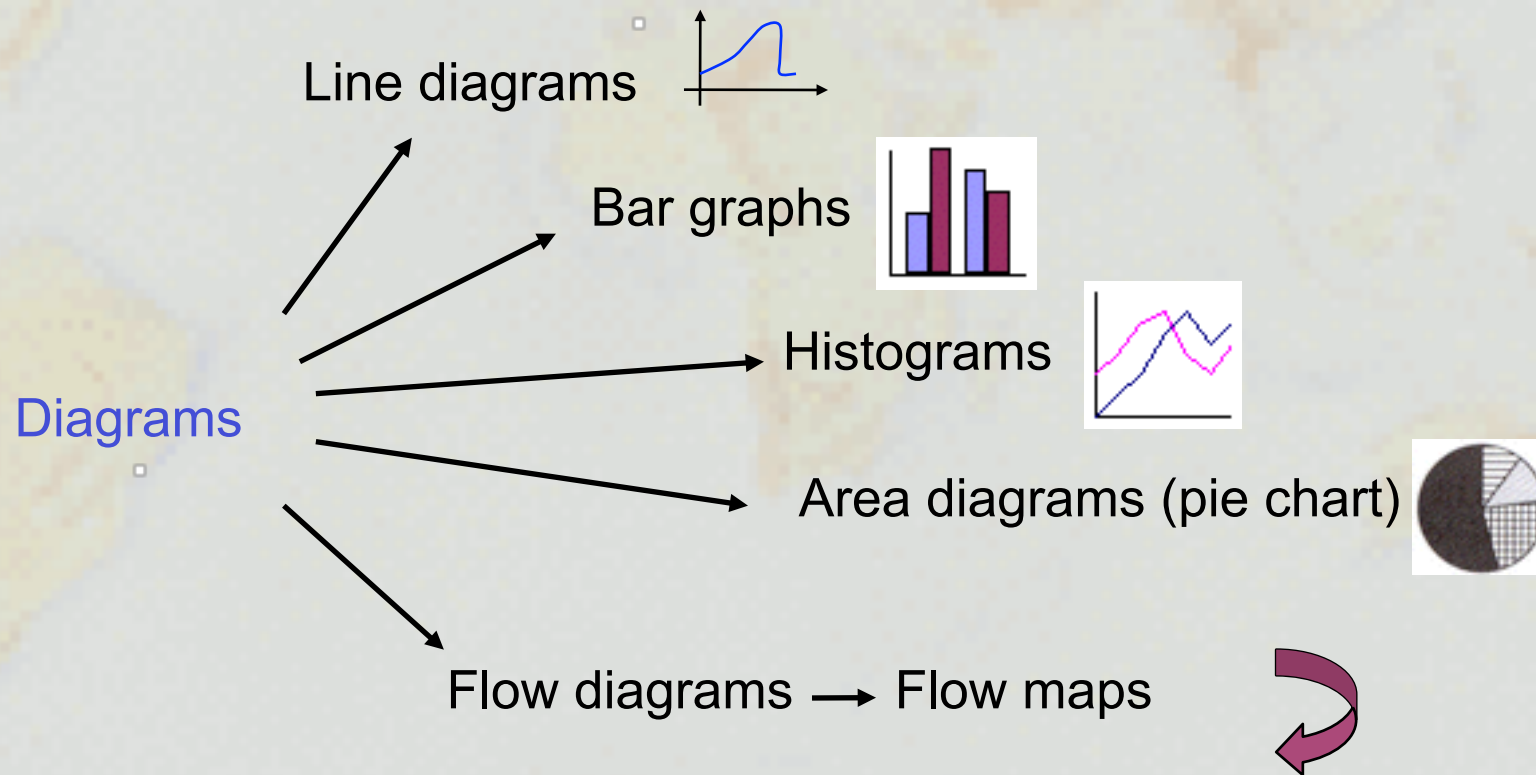 Line diagrams
Bar graphs
Histograms
Diagrams
Area diagrams (pie chart)
Flow diagrams
Flow maps